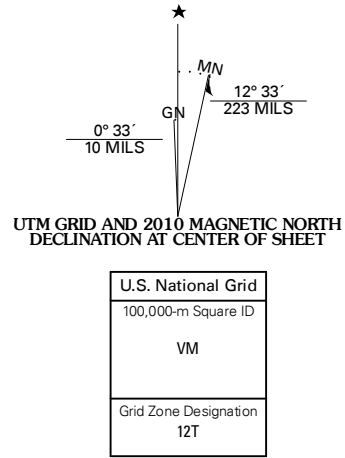 ★
MN
GN
12° 33´
223 MILS
0° 33´
10 MILS
UTM GRID AND 2010 MAGNETIC NORTH
DECLINATION AT CENTER OF SHEET
U.S. National Grid
100,000-m Square ID
VM
Grid Zone Designation
12T